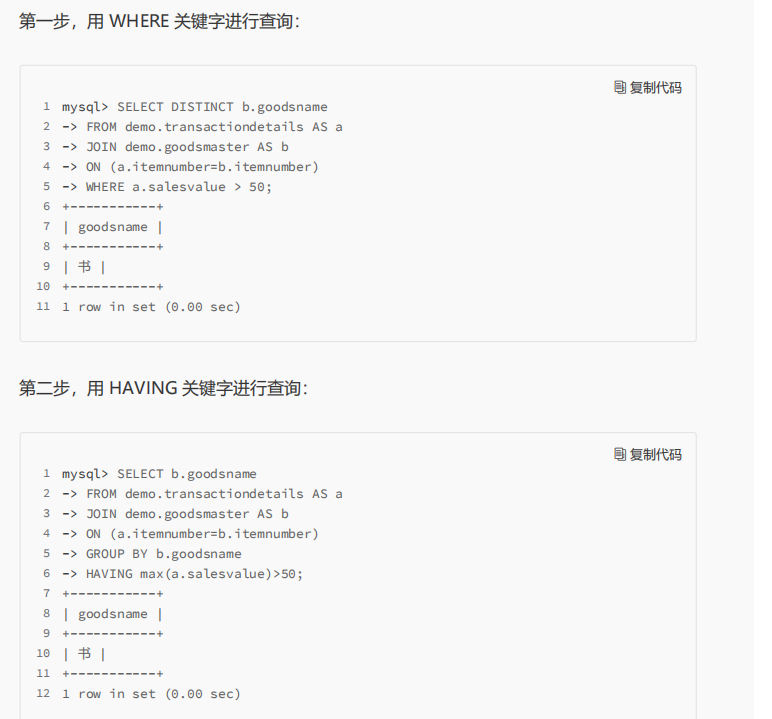 第一步，用 WHERE 关键字进行查询：
复制代码
1 mysql> SELECT DISTINCT b.goodsname
2 -> FROM demo.transactiondetails AS a
3 -> JOIN demo.goodsmaster AS b
4 -> ON (a.itemnumber=b.itemnumber)
5 -> WHERE a.salesvalue > 50;
6 +-----------+
7 | goodsname |
8 +-----------+
9 | 书 |
10 +-----------+
11 1 row in set (0.00 sec)
第二步，用 HAVING 关键字进行查询：
复制代码
1 mysql> SELECT b.goodsname
2 -> FROM demo.transactiondetails AS a
3 -> JOIN demo.goodsmaster AS b
4 -> ON (a.itemnumber=b.itemnumber)
5 -> GROUP BY b.goodsname
6 -> HAVING max(a.salesvalue)>50;
7 +-----------+
8 | goodsname |
9 +-----------+
10 | 书 |
11 +-----------+
12 1 row in set (0.00 sec)